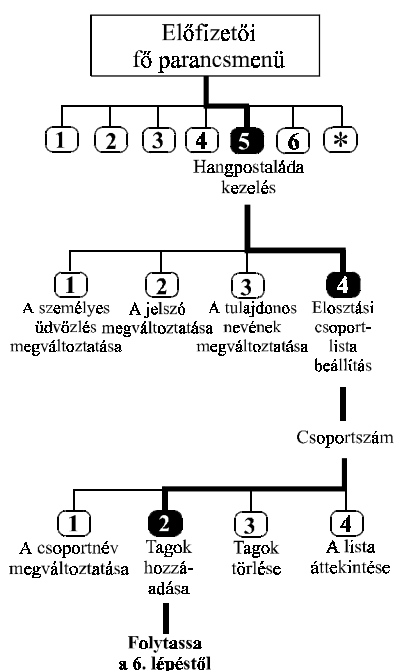 Előfizetői
fő parancsmenü
1 2 3 4 5 6 *
Hangpostaláda
kezelés
1 2 3 4
A személyes
üdvözlés
megváltoztatása
A jelszó
megváltoztatása
A tulajdonos
nevének
megváltoztatása
Elosztási
csoport-
lista
beállítás
Csoportszám
1 2 3 4
A csoportnév
megváltoztatása
Tagok
hozzá-
adása
Tagok
törlése
A lista
áttekintése
Folytassa
a 6. lépéstől